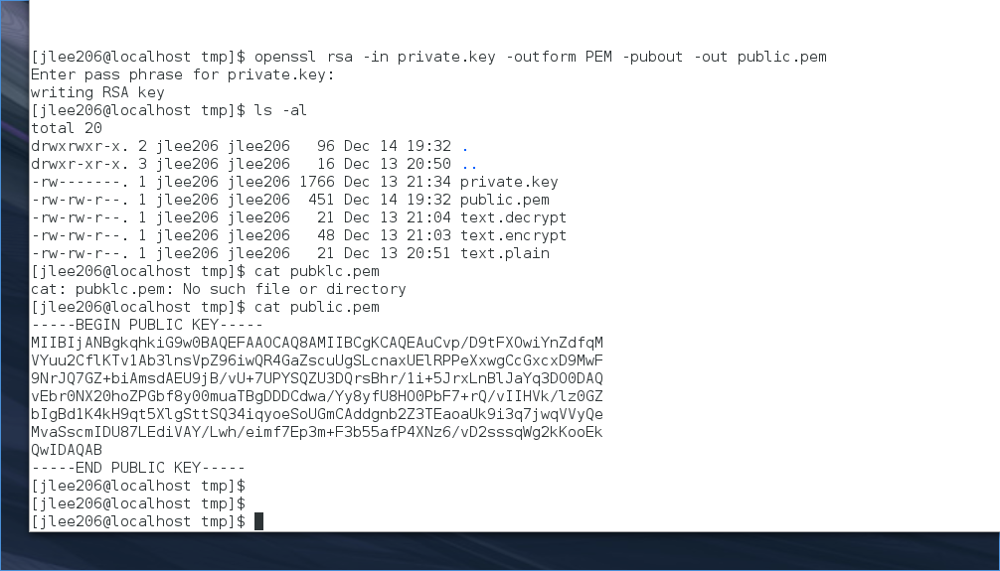 [jlee206@localhost tmp]$ openssl rsa -in private.key -outform PEM -pubout -out public.pem
Enter pass phrase for private.key:
writing RSA key
[jlee206@localhost tmp]$ ls -al
total 20
drwxrwxr-x. 2 jlee206 jlee206   96 Dec 14 19:32 .
drwxr-xr-x. 3 jlee206 jlee206   16 Dec 13 20:50 ..
-rw-------. 1 jlee206 jlee206 1766 Dec 13 21:34 private.key
-rw-rw-r--. 1 jlee206 jlee206  451 Dec 14 19:32 public.pem
-rw-rw-r--. 1 jlee206 jlee206   21 Dec 13 21:04 text.decrypt
-rw-rw-r--. 1 jlee206 jlee206   48 Dec 13 21:03 text.encrypt
-rw-rw-r--. 1 jlee206 jlee206   21 Dec 13 20:51 text.plain
[jlee206@localhost tmp]$ cat pubklc.pem
cat: pubklc.pem: No such file or directory
[jlee206@localhost tmp]$ cat public.pem
-----BEGIN PUBLIC KEY-----
MIIBIjANBgkqhkiG9w0BAQEFAAOCAQ8AMIIBCgKCAQEAuCvp/D9tFXOwiYnZdfqM
VYuu2CflKTv1Ab3lnsVpZ96iwQR4GaZscuUgSLcnaxUElRPPeXxwgCcGxcxD9MwF
9NrJQ7GZ+biAmsdAEU9jB/vU+7UPYSQZU3DQrsBhr/1i+5JrxLnBlJaYq3DO0DAQ
vEbr0NX20hoZPGbf8y00muaTBgDDDCdwa/Yy8yfU8HO0PbF7+rQ/vIIHVk/lz0GZ
bIgBd1K4kH9qt5XlgSttSQ34iqyoeSoUGmCAddgnb2Z3TEaoaUk9i3q7jwqVVyQe
MvaSscmIDU87LEdiVAY/Lwh/eimf7Ep3m+F3b55afP4XNz6/vD2sssqWg2kKooEk
QwIDAQAB
-----END PUBLIC KEY-----
[jlee206@localhost tmp]$
[jlee206@localhost tmp]$
[jlee206@localhost tmp]$